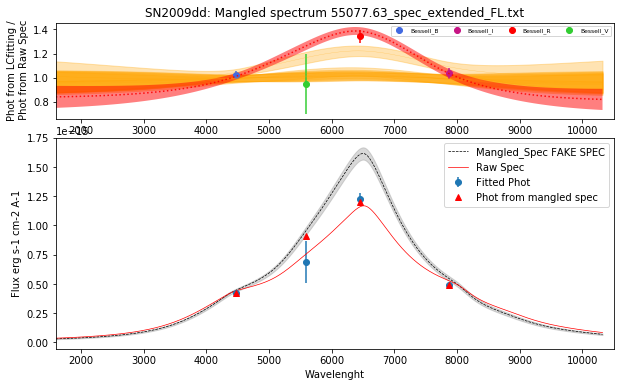 SN2009dd: Mangled spectrum 55077.63_spec_extended_FL.txt
Phot from LCfitting /
Phot from Raw Spec
1.4
1.2
1.0
0.8
Bessell_B
Bessell_I
Bessell_R
Bessell_V
2000 3000 4000 5000 6000 7000 8000 9000 10000
Flux erg s-1 cm-2 A-1
1.75
1.50
1.25
1.00
0.75
0.50
0.25
0.00
Mangled_Spec FAKE SPEC
Raw Spec
Fitted Phot
Phot from mangled spec
2000 3000 4000 5000 6000 7000 8000 9000 10000
Wavelenght